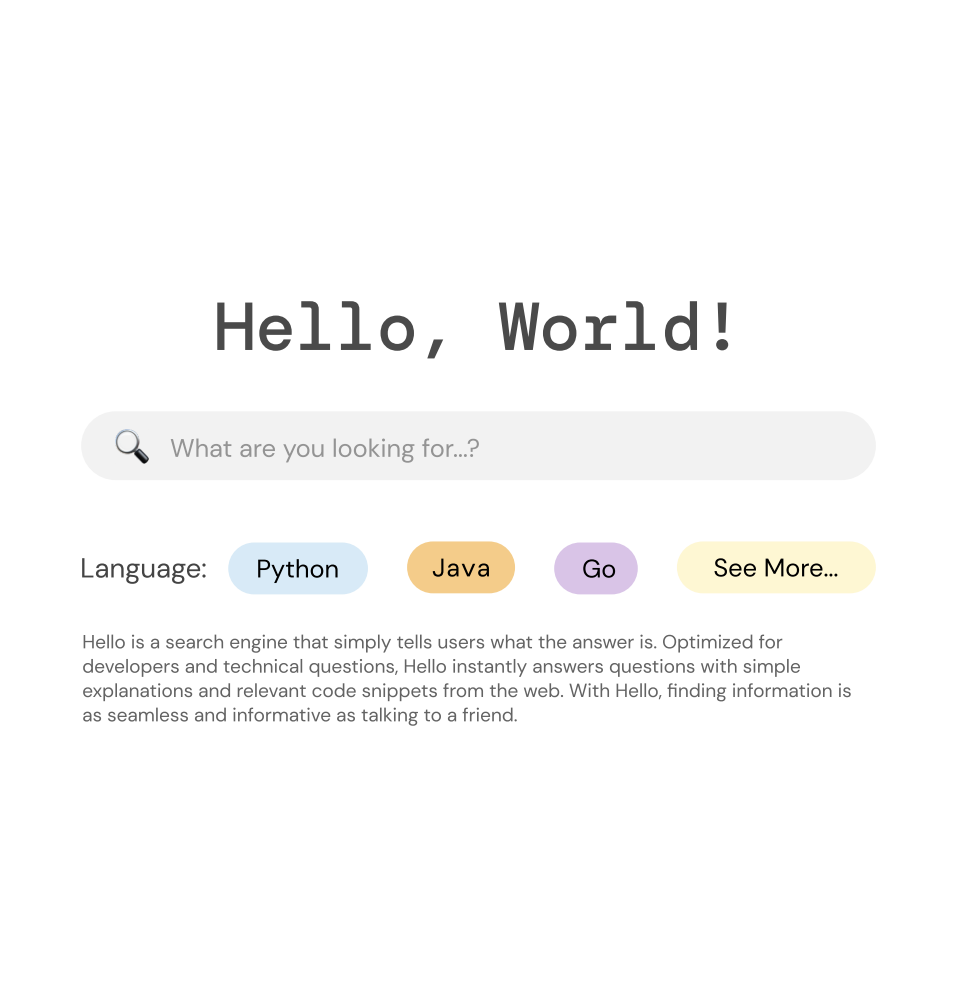 Hello, World!
What are you looking for...?
Language: Python Java Go See More...
Hello is a search engine that simply tells users what the answer is. Optimized for
developers and technical questions, Hello instantly answers questions with simple
explanations and relevant code snippets from the web. With Hello, finding information is
as seamless and informative as talking to a friend.